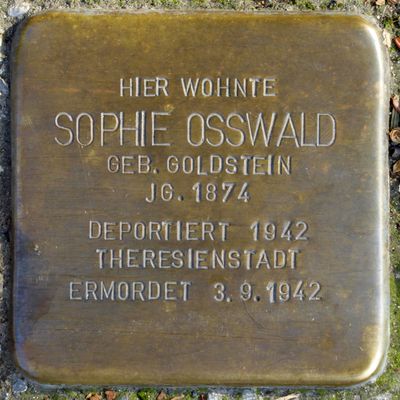 HIER WOHNTE
SOPHIE OSSWALD
GEB. GOLDSTEIN
JG. 1874
DEPORTIERT 1942
THERESIENSTADT
ERMORDET 3.9.1942